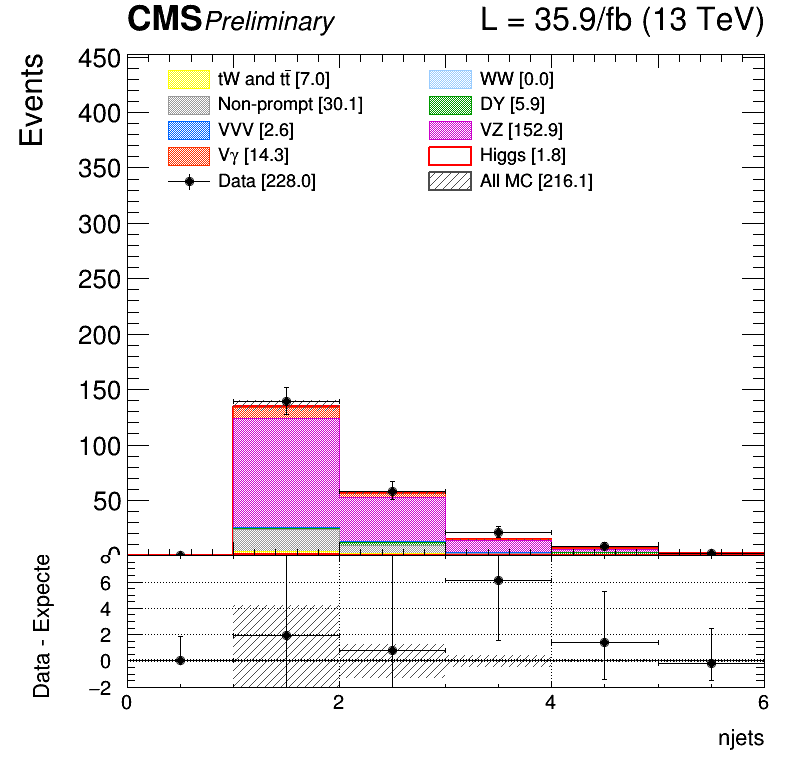 CMS Preliminary L = 35.9/fb (13 TeV)
Events
450
400
350
300
250
200
150
100
50
0
tW and tt̄ [7.0]
WW [0.0]
Non-prompt [30.1]
DY [5.9]
VVV [2.6]
VZ [152.9]
Vγ [14.3]
Higgs [1.8]
Data [228.0]
All MC [216.1]
Data - Expecte
8
6
4
2
0
−2
0 2 4 6
njets